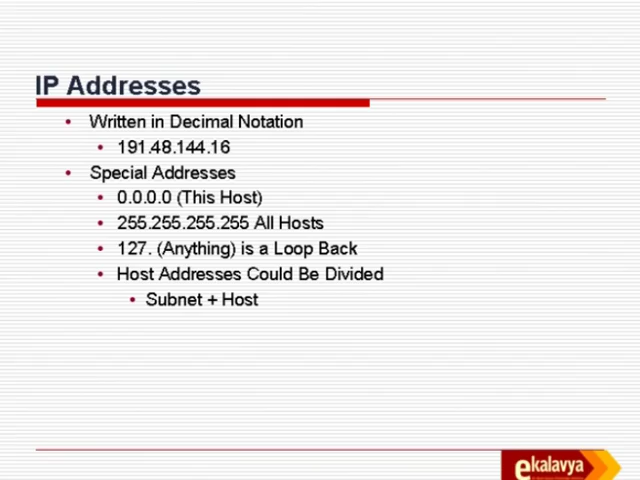 IP Addresses
• Written in Decimal Notation
• 191.48.144.16
• Special Addresses
• 0.0.0.0 (This Host)
• 255.255.255.255 All Hosts
• 127. (Anything) is a Loop Back
• Host Addresses Could Be Divided
• Subnet + Host
ekalavya